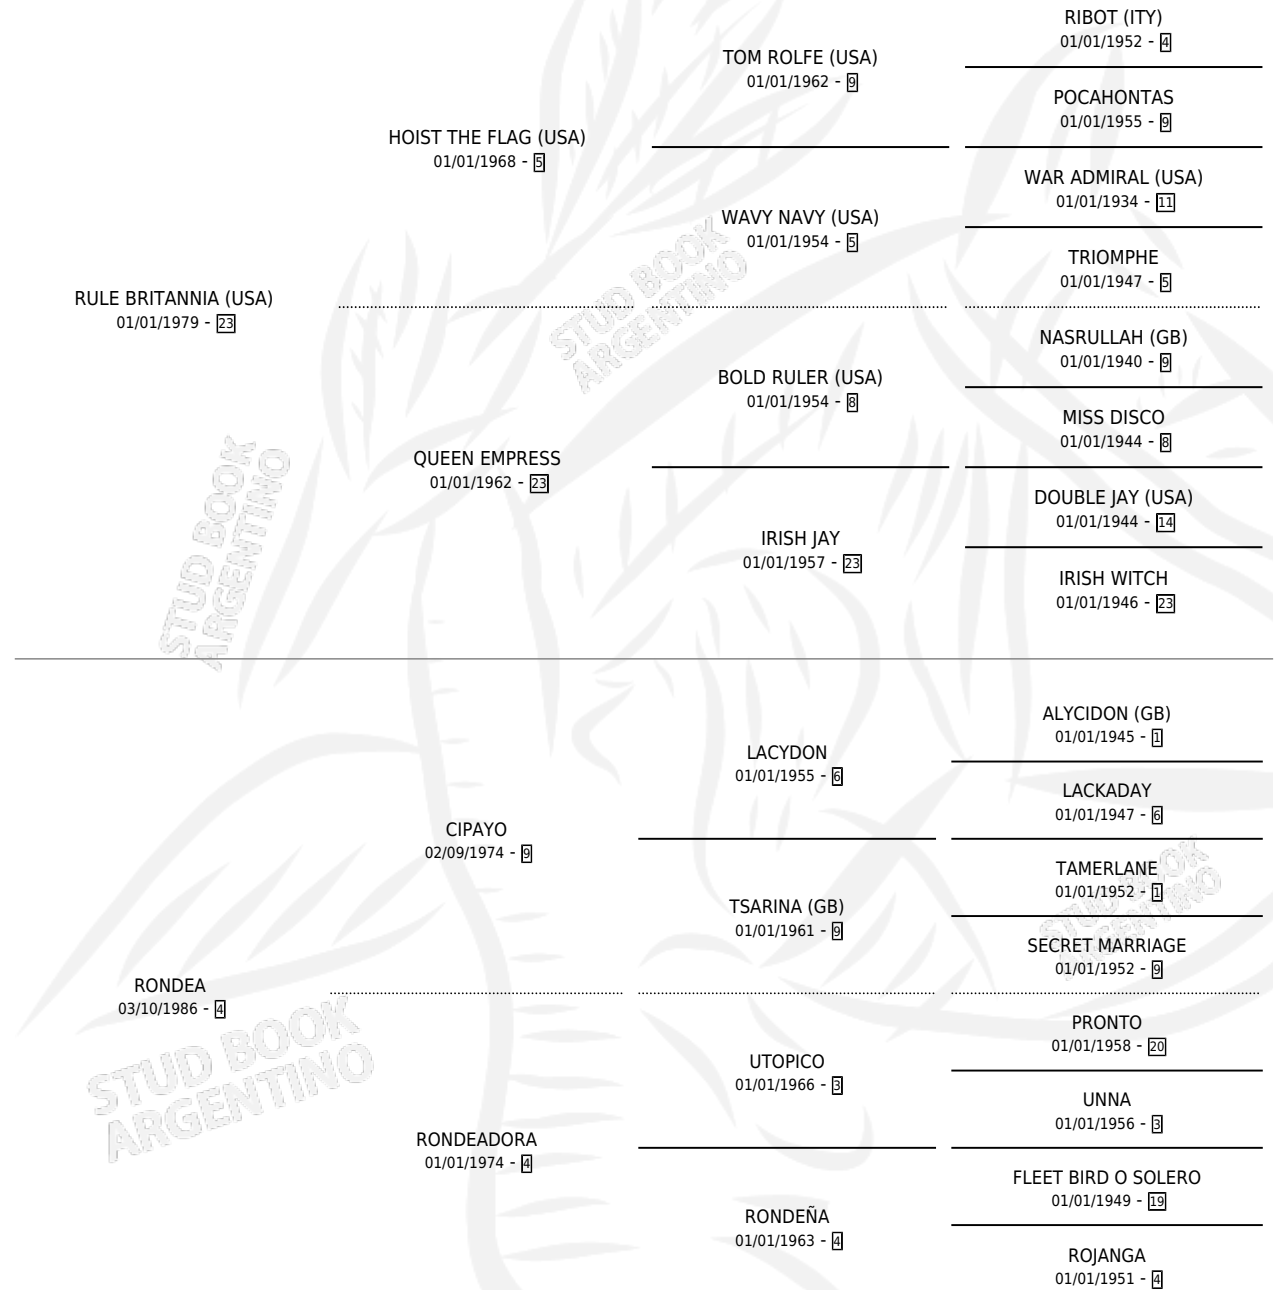 RIBOT (ITY)
01/01/1952 - 4
TOM ROLFE (USA)
01/01/1962 - 9
POCAHONTAS
01/01/1955 - 9
HOIST THE FLAG (USA)
01/01/1968 - 5
WAR ADMIRAL (USA)
01/01/1934 - 11
WAVY NAVY (USA)
01/01/1954 - 5
TRIOMPHE
01/01/1947 - 5
RULE BRITANNIA (USA)
01/01/1979 - 23
NASRULLAH (GB)
01/01/1940 - 9
BOLD RULER (USA)
01/01/1954 - 8
MISS DISCO
01/01/1944 - 8
QUEEN EMPRESS
01/01/1962 - 23
DOUBLE JAY (USA)
01/01/1944 - 14
IRISH JAY
01/01/1957 - 23
IRISH WITCH
01/01/1946 - 23
ALYCIDON (GB)
01/01/1945 - 1
LACYDON
01/01/1955 - 6
LACKADAY
01/01/1947 - 6
CIPAYO
02/09/1974 - 9
TAMERLANE
01/01/1952 - 1
TSARINA (GB)
01/01/1961 - 9
SECRET MARRIAGE
01/01/1952 - 9
RONDEA
03/10/1986 - 4
PRONTO
01/01/1958 - 20
UTOPICO
01/01/1966 - 3
UNNA
01/01/1956 - 3
RONDEADORA
01/01/1974 - 4
FLEET BIRD O SOLERO
01/01/1949 - 19
RONDEÑA
01/01/1963 - 4
ROJANGA
01/01/1951 - 4
STUD BOOK
ARGENTINO
STUD BOOK
ARGENTINO
STUD BOOK
ARGENTINO
STUD BOOK
ARGENTINO